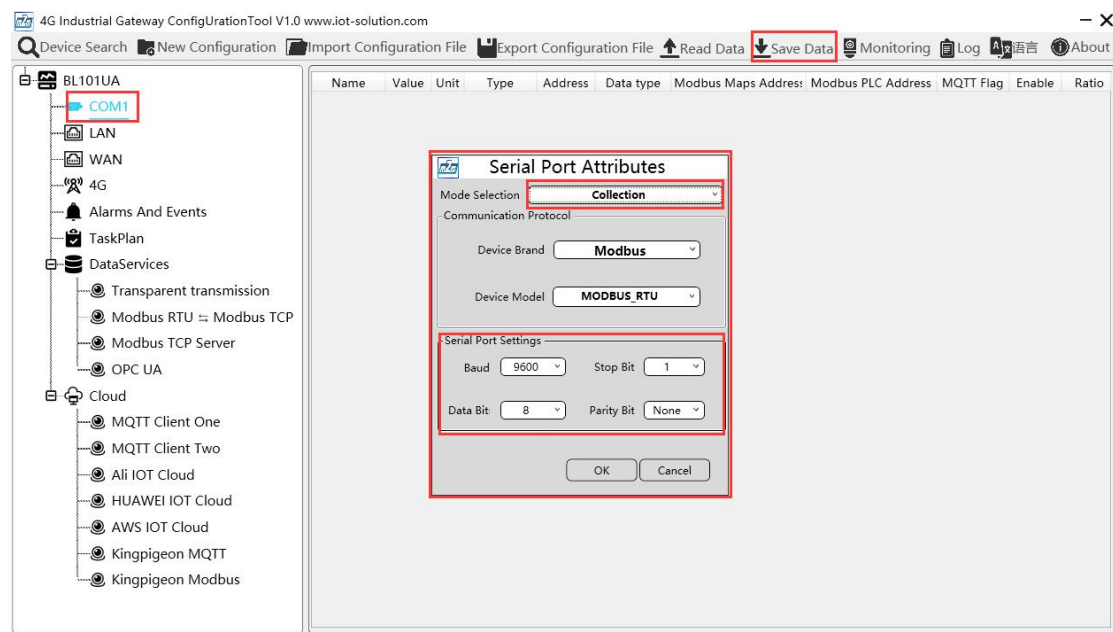 4G Industrial Gateway ConfigUrationTool V1.0 www.iot-solution.com
Device Search New Configuration Import Configuration File Export Configuration File Read Data Save Data Monitoring Log 语言 About
BL101UA
COM1
LAN
WAN
4G
Alarms And Events
TaskPlan
DataServices
Transparent transmission
Modbus RTU ⇆ Modbus TCP
Modbus TCP Server
OPC UA
Cloud
MQTT Client One
MQTT Client Two
Ali IOT Cloud
HUAWEI IOT Cloud
AWS IOT Cloud
Kingpigeon MQTT
Kingpigeon Modbus
Name Value Unit Type Address Data type Modbus Maps Address Modbus PLC Address MQTT Flag Enable Ratio
Serial Port Attributes
Mode Selection Collection
Communication Protocol
Device Brand Modbus
Device Model MODBUS_RTU
Serial Port Settings
Baud 9600 Stop Bit 1
Data Bit 8 Parity Bit None
OK Cancel